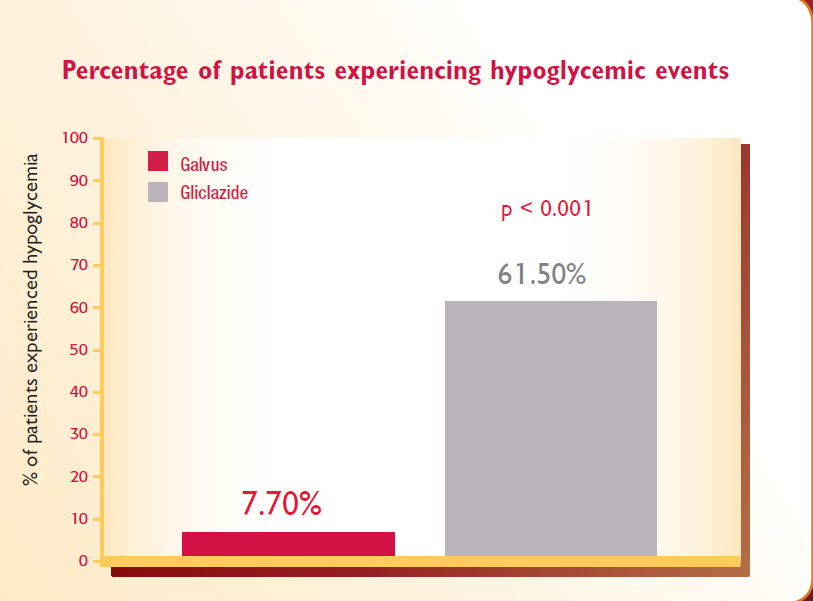 Percentage of patients experiencing hypoglycemic events
% of patients experienced hypoglycemia
100
90
80
70
60
50
40
30
20
10
0
Galvus
Gliclazide
p < 0.001
61.50%
7.70%